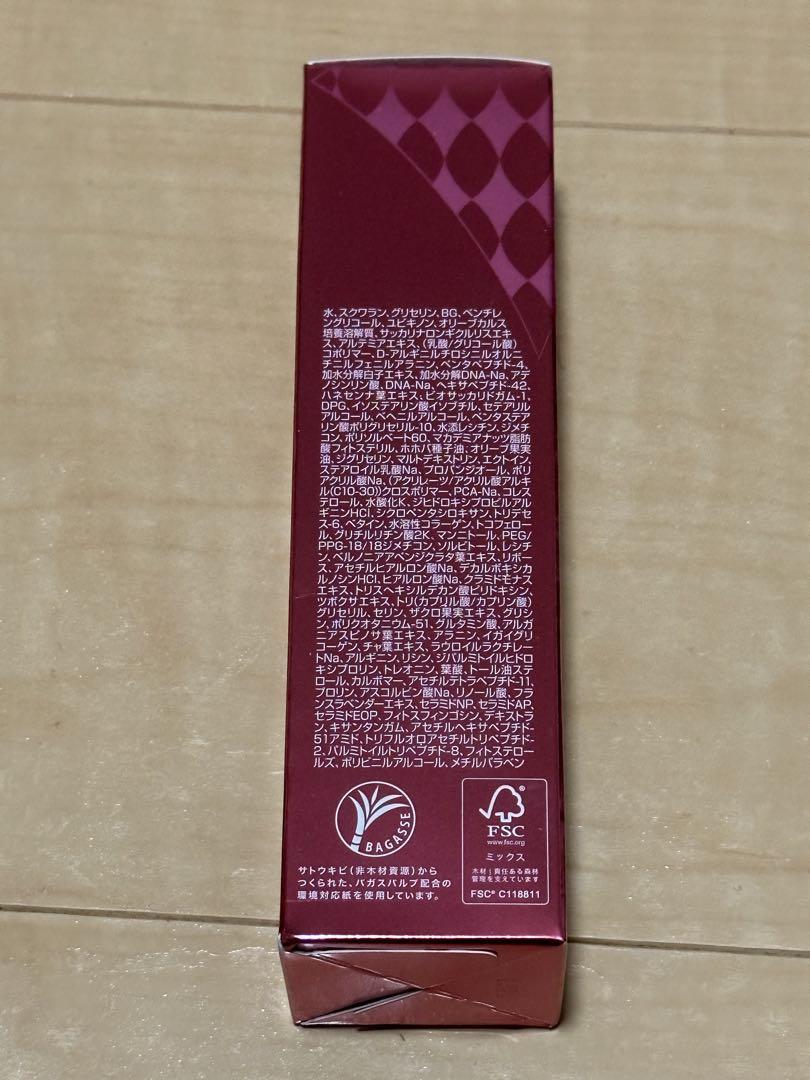 水、スクワラン、グリセリン、BG、ペンチレ
ングリコール、ユビキノン、オリーブカルス
培養溶解質、サッカリナロンギクルリスエキ
ス、アルテミアエキス、(乳酸/グリコール酸)
コポリマー、D-アルギニルチロシニルオルニ
チニルフェニルアラニン、ペンタペプチド-4、
加水分解白子エキス、加水分解DNA-Na、アデ
ノシンリン酸、DNA-Na、ヘキサペプチド-42、
ハネセンナ葉エキス、ビオサッカリドガム-1、
DPG、イソステアリン酸イソプチル、セテアリル
アルコール、ベヘニルアルコール、ペンタステア
リン酸ポリグリセリル-10、水添レシチン、ジメチ
コン、ポリソルベート60、マカデミアナッツ脂肪
酸フィトステリル、ホホバ種子油、オリーブ果実
油、ジグリセリン、マルトデキストリン、エクトイン、
ステアロイル乳酸Na、プロパンジオール、ポリ
アクリル酸Na、(アクリレーツ/アクリル酸アルキ
ル(C10-30))クロスポリマー、PCA-Na、コレス
テロール、水酸化K、ジヒドロキシプロピルアル
ギニンHCl、シクロペンタシロキサン、トリデセ
ス-6、ベタイン、水溶性コラーゲン、トコフェロー
ル、グリチルリチン酸2K、マンニトール、PEG/
PPG-18/18ジメチコン、ソルビトール、レシチ
ン、ベルノニアアペンジクラタ葉エキス、リボー
ス、アセチルヒアルロン酸Na、デカルボキシカ
ルノシンHCl、ヒアルロン酸Na、クラミドモナス
エキス、トリスヘキシルデカン酸ピリドキシン、
ツボクサエキス、トリ(カプリル酸/カプリン酸)
グリセリル、セリン、ザクロ果実エキス、グリシ
ン、ポリクオタニウム-51、グルタミン酸、アルガ
ニアスピノサ葉エキス、アラニン、イガイグリ
コーゲン、チャ葉エキス、ラウロイルラクチレー
トNa、アルギニン、リシン、ジパルミトイルヒドロ
キシプロリン、トレオニン、葉酸、トール油ステ
ロール、カルボマー、アセチルテトラペプチド-11、
プロリン、アスコルビン酸Na、リノール酸、フラ
ンスラベンダーエキス、セラミドNP、セラミドAP、
セラミドEOP、フィトスフィンゴシン、デキストラ
ン、キサンタンガム、アセチルヘキサペプチド-
51アミド、トリフルオロアセチルトリペプチド-
2、パルミトイルトリペプチド-8、フィトステロー
ルズ、ポリビニルアルコール、メチルパラベン
BAGASSE
サトウキビ(非木材資源)から
つくられた、バガスパルプ配合の
環境対応紙を使用しています。
FSC
www.fsc.org
ミックス
木材|責任ある森林
管理を支えています
FSC® C118811